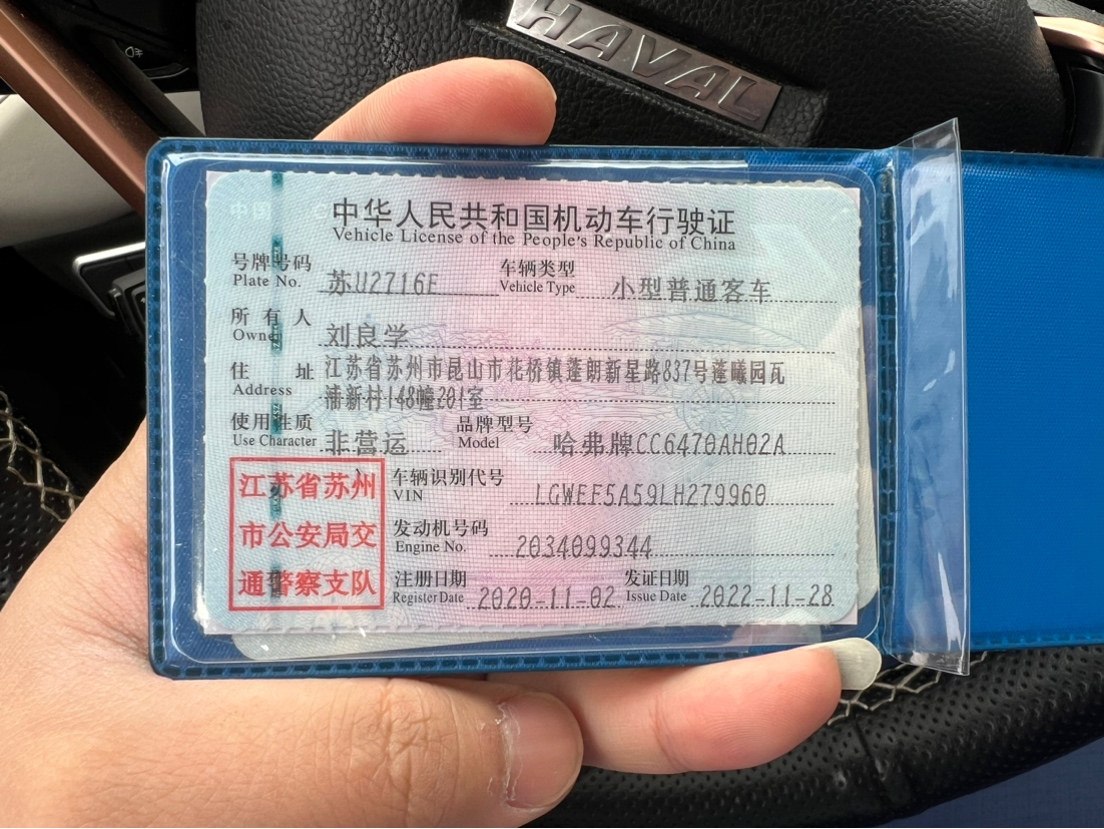 HAVAL
中国
中华人民共和国机动车行驶证
Vehicle License of the People's Republic of China
号牌号码 苏U2716F 车辆类型 小型普通客车
Plate No. Vehicle Type
所有人 刘良学
Owner
住址 江苏省苏州市昆山市花桥镇蓬朗新星路837号蓬曦园瓦
Address 浦新村148幢201室
使用性质 非营运 品牌型号 哈弗牌CC6470AH02A
Use Character Model
江苏省苏州
市公安局交
通警察支队
车辆识别代号 LGWEF5A59LH279960
VIN
发动机号码 2034099344
Engine No.
注册日期 2020-11-02 发证日期 2022-11-28
Register Date Issue Date